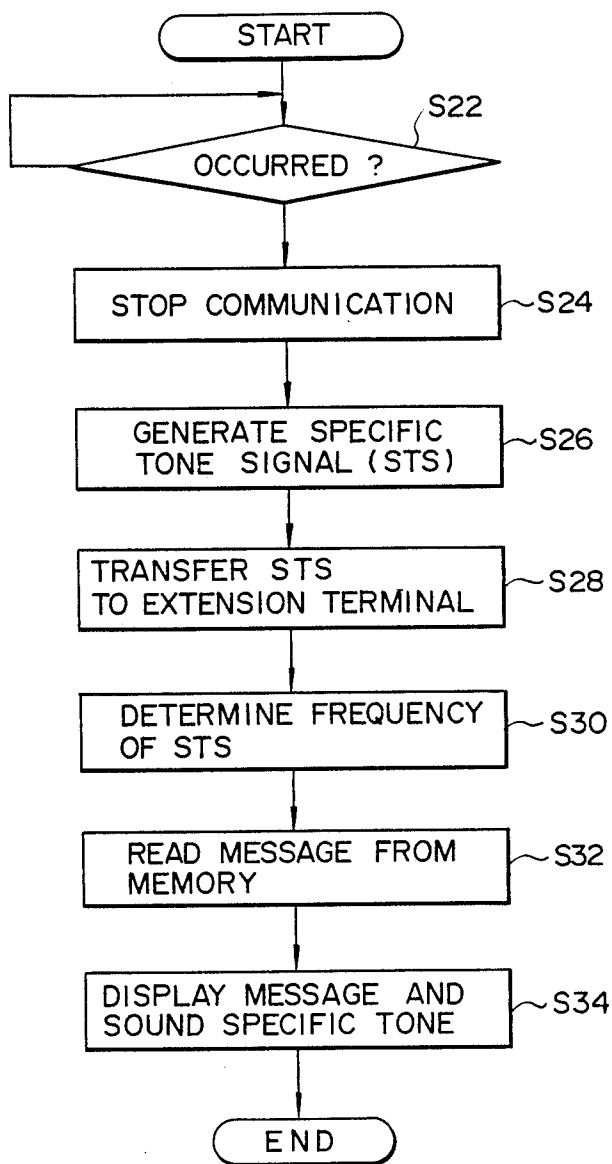 START
S22
OCCURRED ?
STOP COMMUNICATION
S24
GENERATE SPECIFIC
TONE SIGNAL (STS)
S26
TRANSFER STS
TO EXTENSION TERMINAL
S28
DETERMINE FREQUENCY
OF STS
S30
READ MESSAGE FROM
MEMORY
S32
DISPLAY MESSAGE AND
SOUND SPECIFIC TONE
S34
END